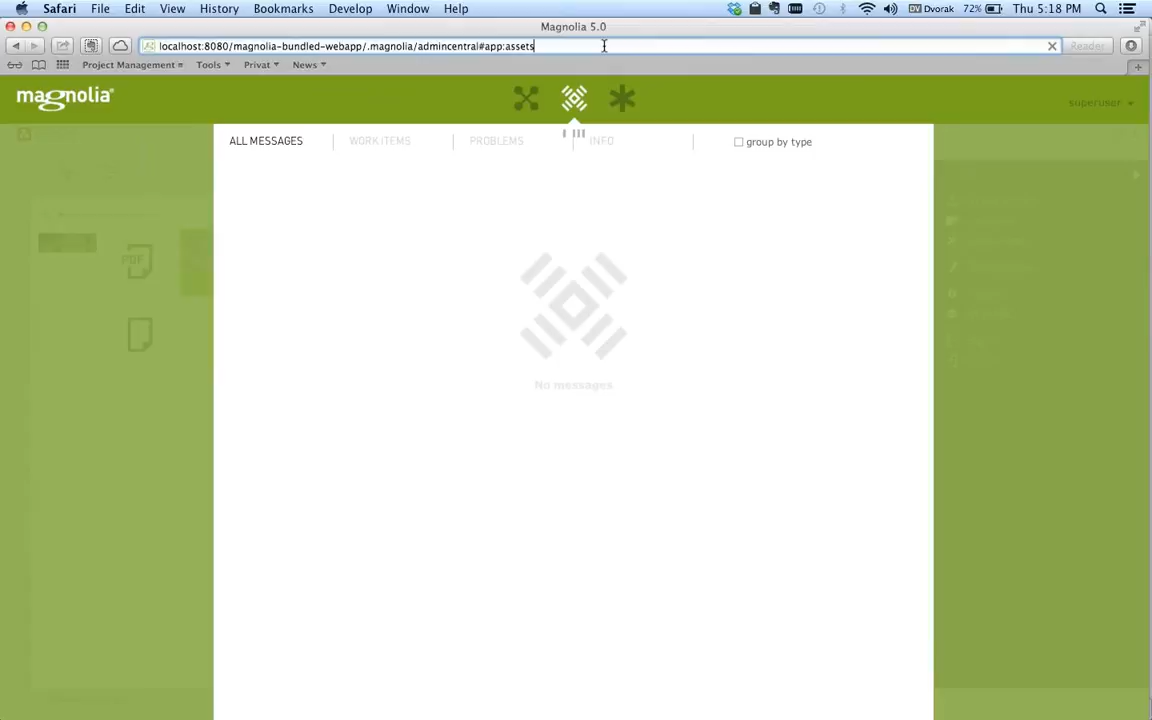 Safari File Edit View History Bookmarks Develop Window Help DV Dvorak 72% Thu 5:18 PM
Magnolia 5.0
localhost:8080/magnolia-bundled-webapp/.magnolia/admincentral#app:assets Reader
Project Management Tools Privat News
magnolia superuser
ALL MESSAGES WORK ITEMS PROBLEMS INFO group by type
PDF
No messages